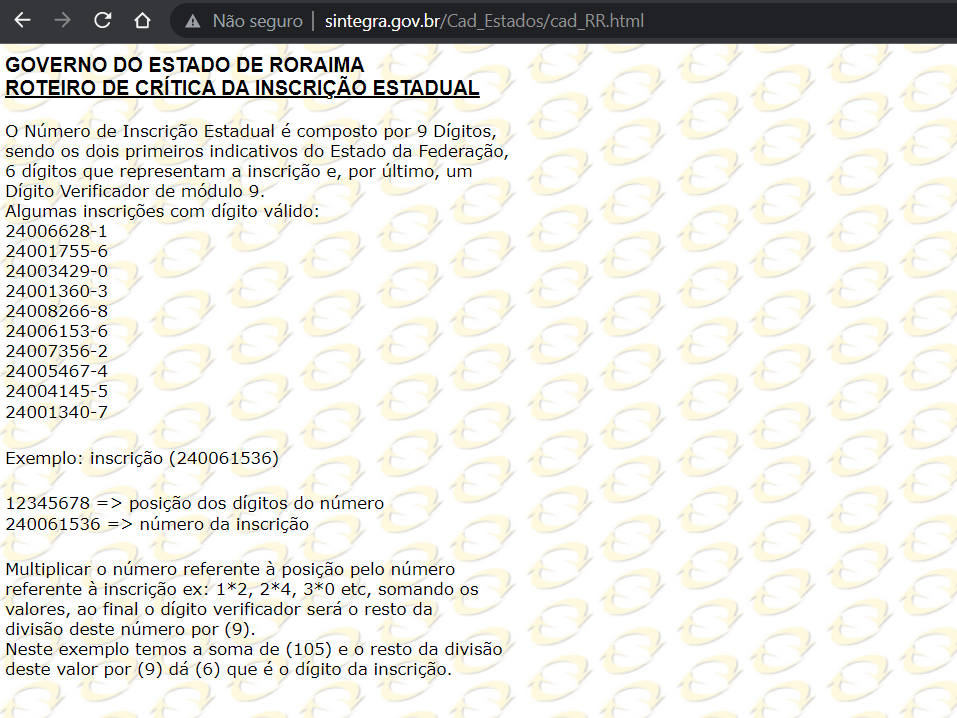 Não seguro | sintegra.gov.br/Cad_Estados/cad_RR.html
GOVERNO DO ESTADO DE RORAIMA
ROTEIRO DE CRÍTICA DA INSCRIÇÃO ESTADUAL
O Número de Inscrição Estadual é composto por 9 Dígitos,
sendo os dois primeiros indicativos do Estado da Federação,
6 dígitos que representam a inscrição e, por último, um
Dígito Verificador de módulo 9.
Algumas inscrições com dígito válido:
24006628-1
24001755-6
24003429-0
24001360-3
24008266-8
24006153-6
24007356-2
24005467-4
24004145-5
24001340-7
Exemplo: inscrição (240061536)
12345678 => posição dos dígitos do número
240061536 => número da inscrição
Multiplicar o número referente à posição pelo número
referente à inscrição ex: 1*2, 2*4, 3*0 etc, somando os
valores, ao final o dígito verificador será o resto da
divisão deste número por (9).
Neste exemplo temos a soma de (105) e o resto da divisão
deste valor por (9) dá (6) que é o dígito da inscrição.